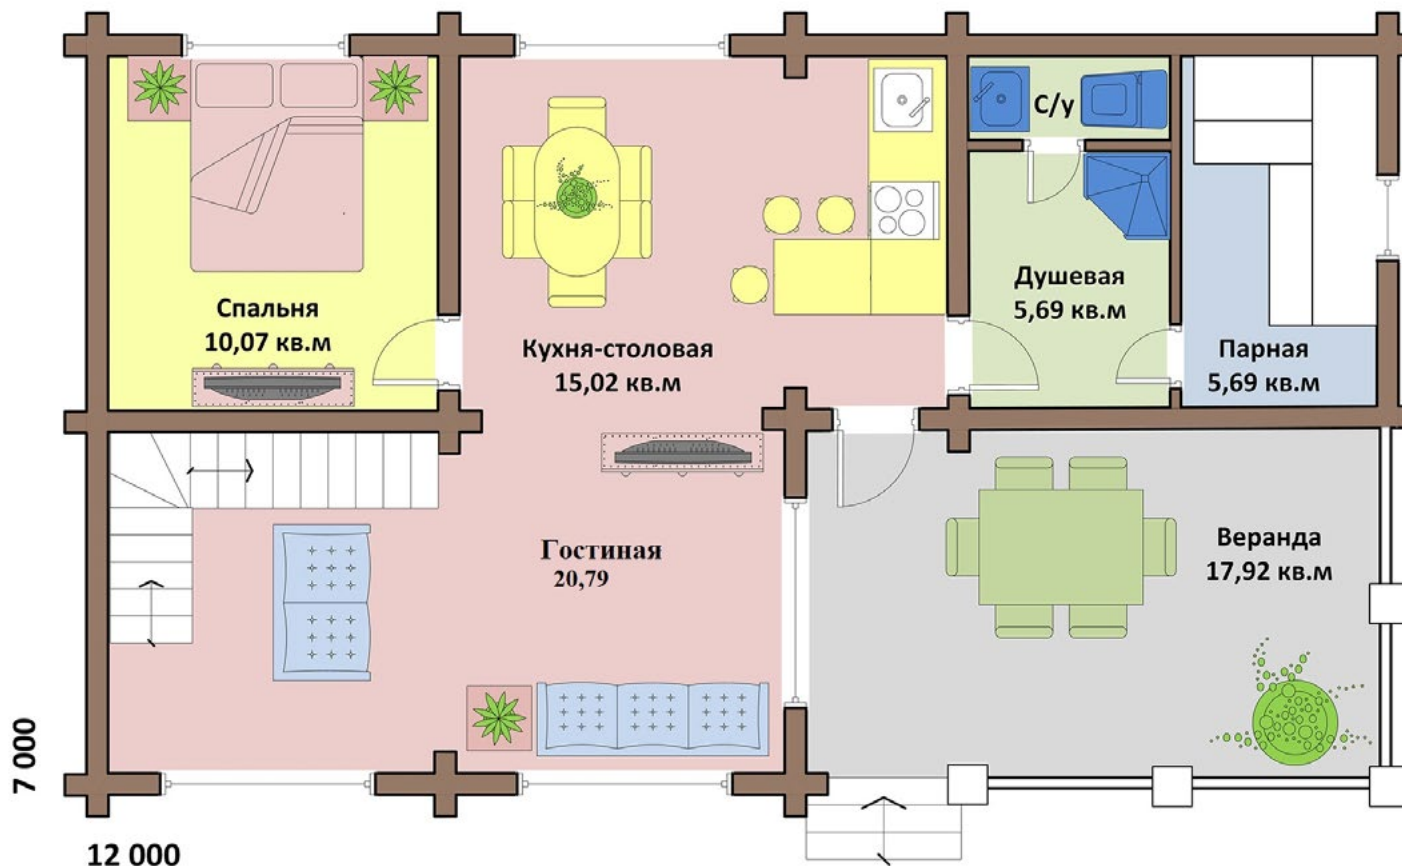 С/у
Душевая
5,69 кв.м
Спальня
10,07 кв.м
Кухня-столовая
15,02 кв.м
Парная
5,69 кв.м
Гостиная
20,79
Веранда
17,92 кв.м
7 000
12 000